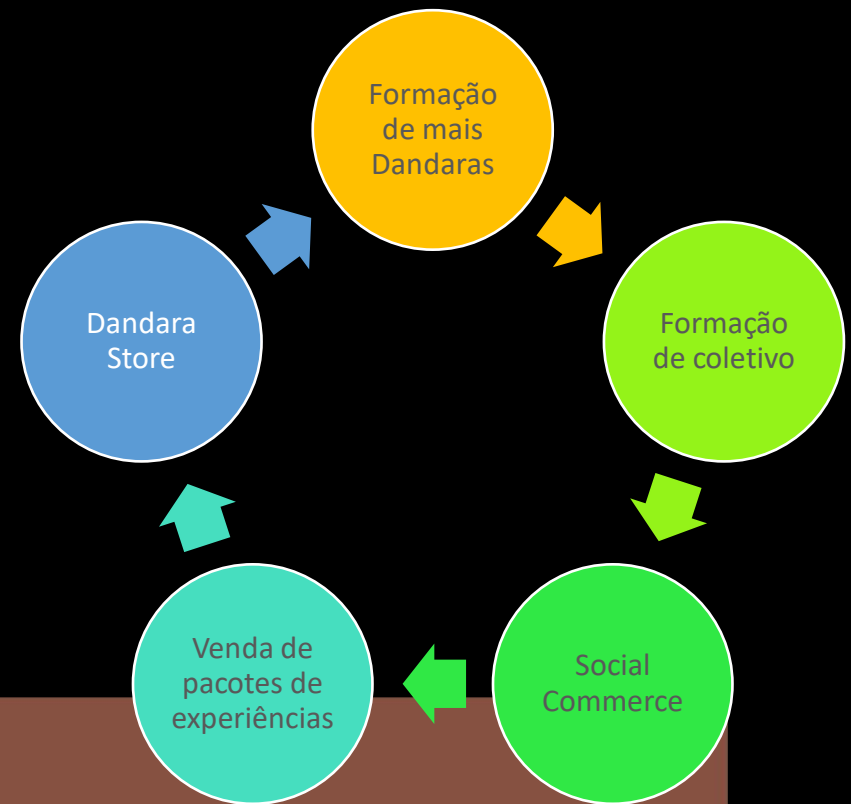 Formação
de mais
Dandaras
Formação
de coletivo
Social
Commerce
Venda de
pacotes de
experiências
Dandara
Store